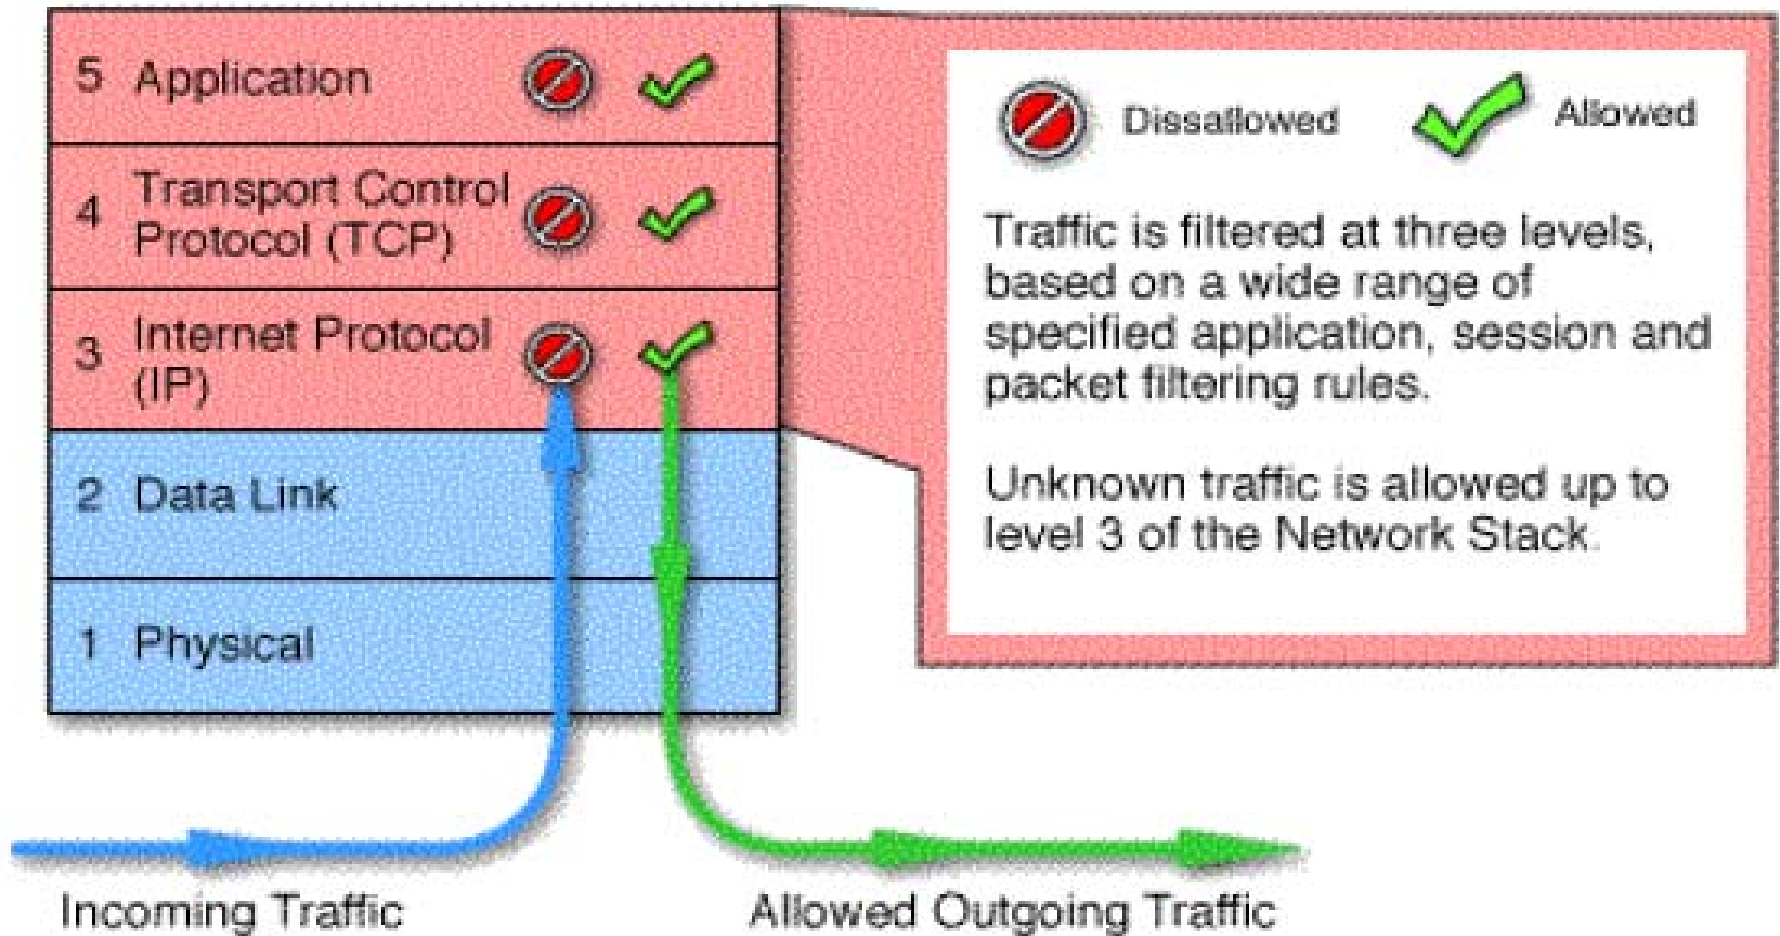 5 Application
4 Transport Control
Protocol (TCP)
3 Internet Protocol
(IP)
2 Data Link
1 Physical
Dissallowed
Allowed
Traffic is filtered at three levels,
based on a wide range of
specified application, session and
packet filtering rules.
Unknown traffic is allowed up to
level 3 of the Network Stack.
Incoming Traffic
Allowed Outgoing Traffic